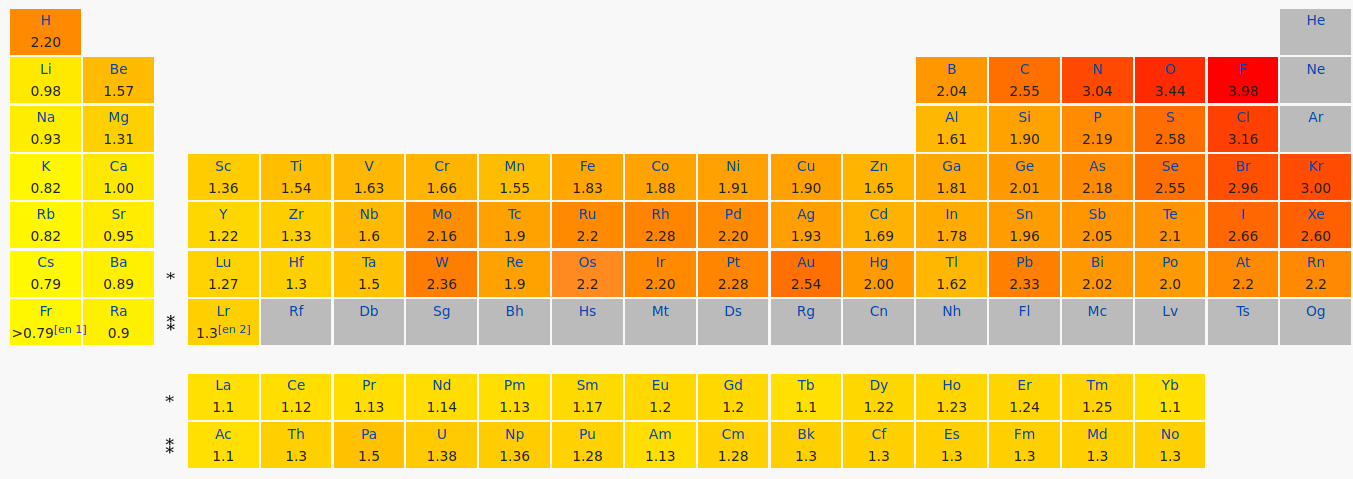 H He
2.20
Li Be B C N O F Ne
0.98 1.57 2.04 2.55 3.04 3.44 3.98
Na Mg Al Si P S Cl Ar
0.93 1.31 1.61 1.90 2.19 2.58 3.16
K Ca Sc Ti V Cr Mn Fe Co Ni Cu Zn Ga Ge As Se Br Kr
0.82 1.00 1.36 1.54 1.63 1.66 1.55 1.83 1.88 1.91 1.90 1.65 1.81 2.01 2.18 2.55 2.96 3.00
Rb Sr Y Zr Nb Mo Tc Ru Rh Pd Ag Cd In Sn Sb Te I Xe
0.82 0.95 1.22 1.33 1.6 2.16 1.9 2.2 2.28 2.20 1.93 1.69 1.78 1.96 2.05 2.1 2.66 2.60
Cs Ba * Lu Hf Ta W Re Os Ir Pt Au Hg Tl Pb Bi Po At Rn
0.79 0.89 1.27 1.3 1.5 2.36 1.9 2.2 2.20 2.28 2.54 2.00 1.62 2.33 2.02 2.0 2.2 2.2
Fr Ra ** Lr Rf Db Sg Bh Hs Mt Ds Rg Cn Nh Fl Mc Lv Ts Og
>0.79[en 1] 0.9 1.3[en 2]
* La Ce Pr Nd Pm Sm Eu Gd Tb Dy Ho Er Tm Yb
1.1 1.12 1.13 1.14 1.13 1.17 1.2 1.2 1.1 1.22 1.23 1.24 1.25 1.1
** Ac Th Pa U Np Pu Am Cm Bk Cf Es Fm Md No
1.1 1.3 1.5 1.38 1.36 1.28 1.13 1.28 1.3 1.3 1.3 1.3 1.3 1.3